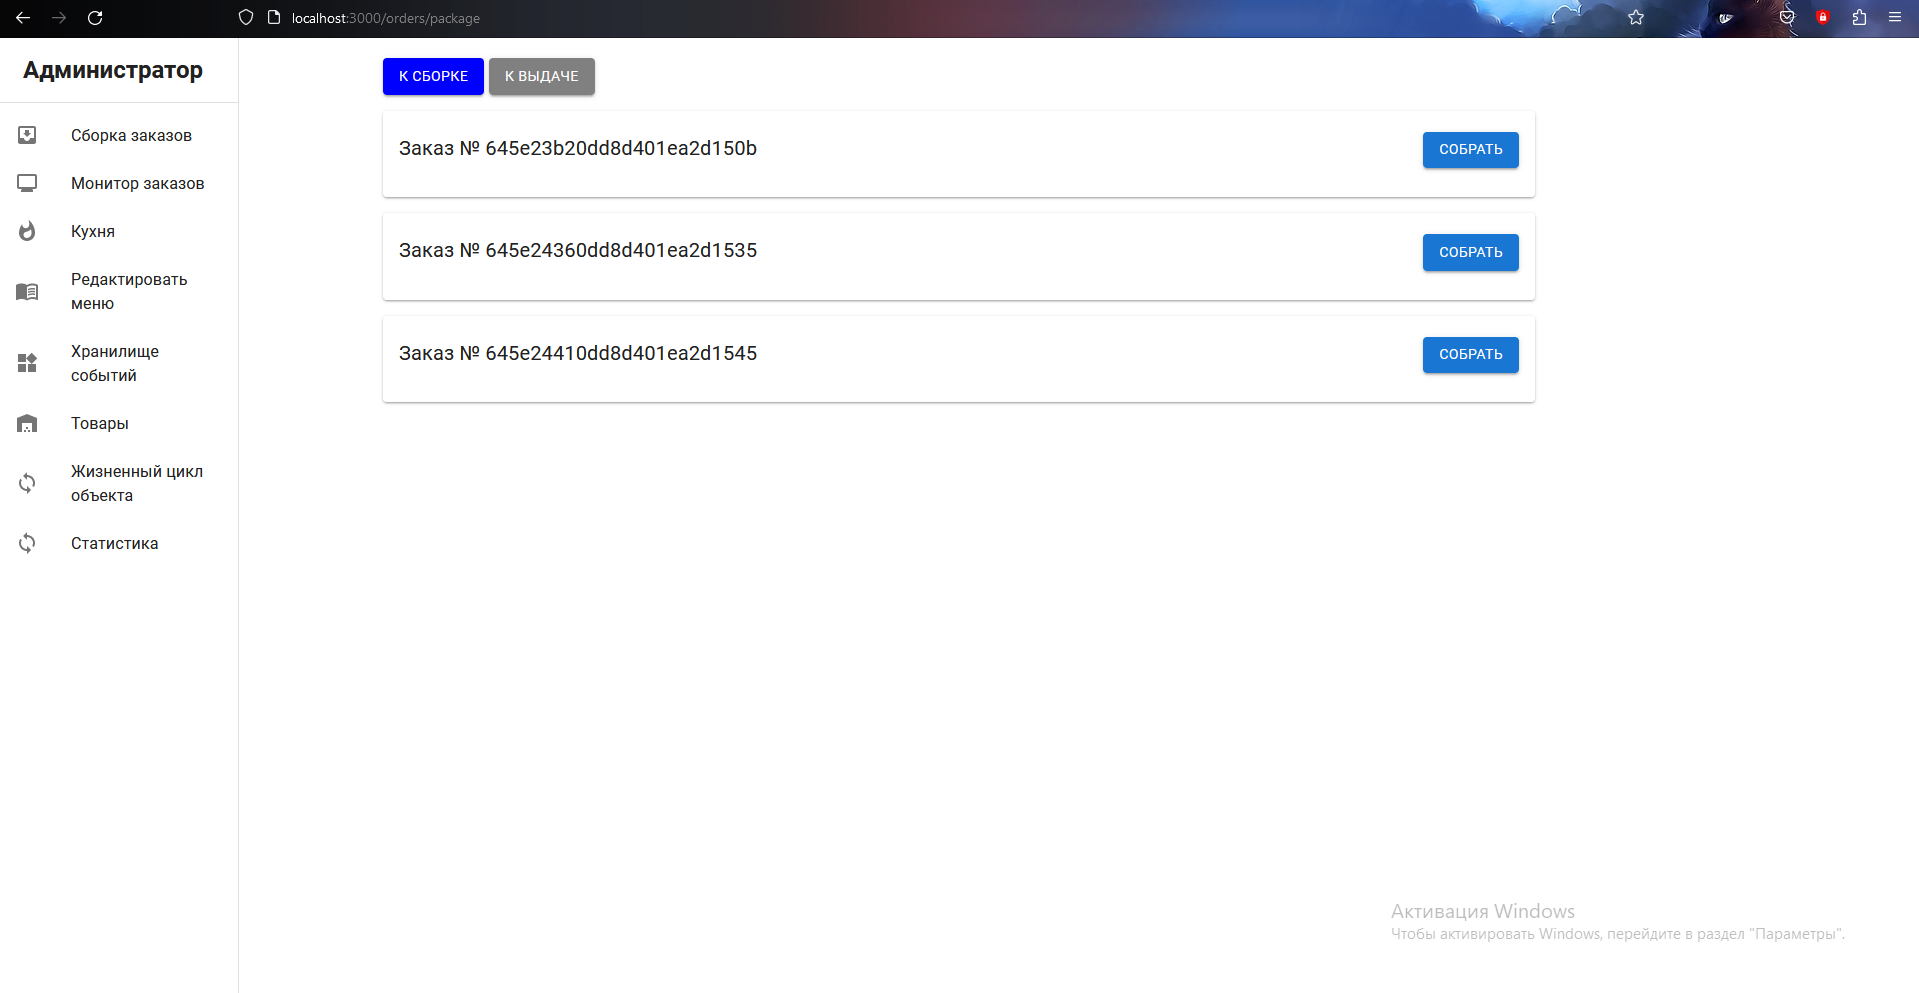 localhost:3000/orders/package
Администратор
Сборка заказов
Монитор заказов
Кухня
Редактировать
меню
Хранилище
событий
Товары
Жизненный цикл
объекта
Статистика
К СБОРКЕ
К ВЫДАЧЕ
Заказ № 645e23b20dd8d401ea2d150b
СОБРАТЬ
Заказ № 645e24360dd8d401ea2d1535
СОБРАТЬ
Заказ № 645e24410dd8d401ea2d1545
СОБРАТЬ
Активация Windows
Чтобы активировать Windows, перейдите в раздел "Параметры".